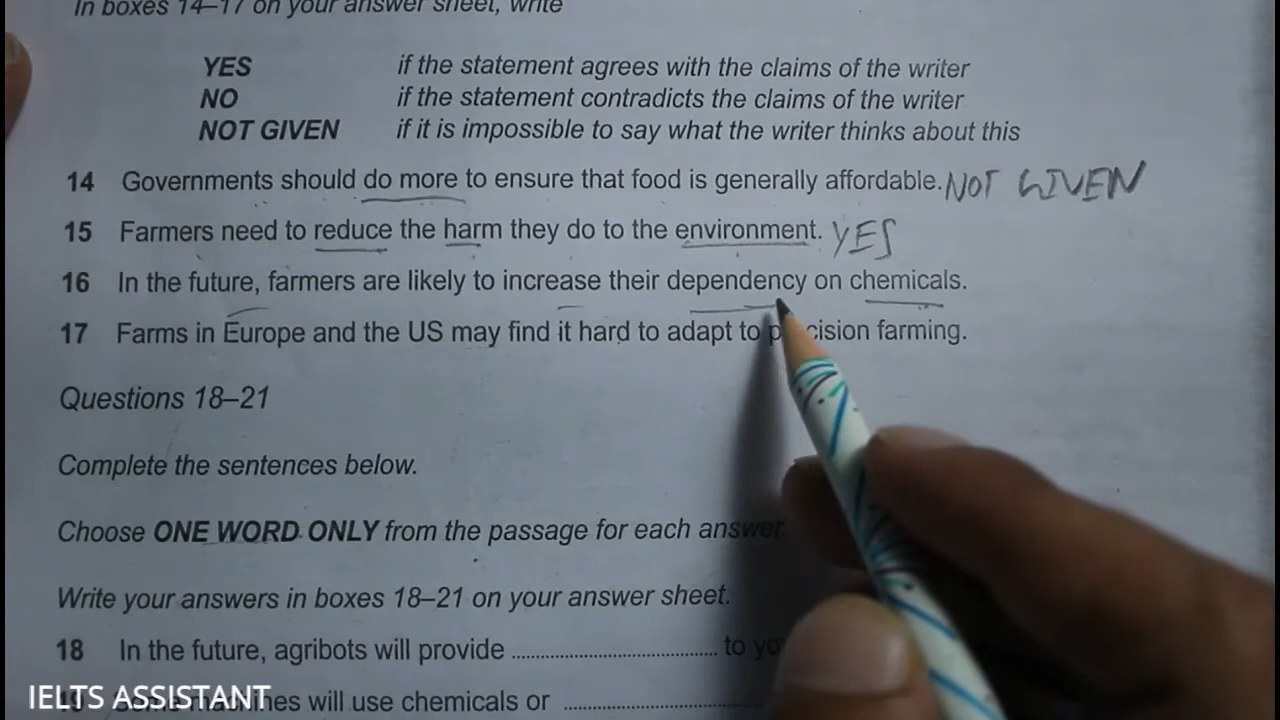 In boxes 14–17 on your answer sheet, write
YES if the statement agrees with the claims of the writer
NO if the statement contradicts the claims of the writer
NOT GIVEN if it is impossible to say what the writer thinks about this
14 Governments should do more to ensure that food is generally affordable. NOT GIVEN
15 Farmers need to reduce the harm they do to the environment. YES
16 In the future, farmers are likely to increase their dependency on chemicals.
17 Farms in Europe and the US may find it hard to adapt to farming.
Questions 18–21
Complete the sentences below.
Choose ONE WORD ONLY from the passage for each answer
Write your answers in boxes 18–21 on your answer sheet.
18 In the future, agribots will provide .................... to
will use chemicals or ....................
IELTS ASSISTANT